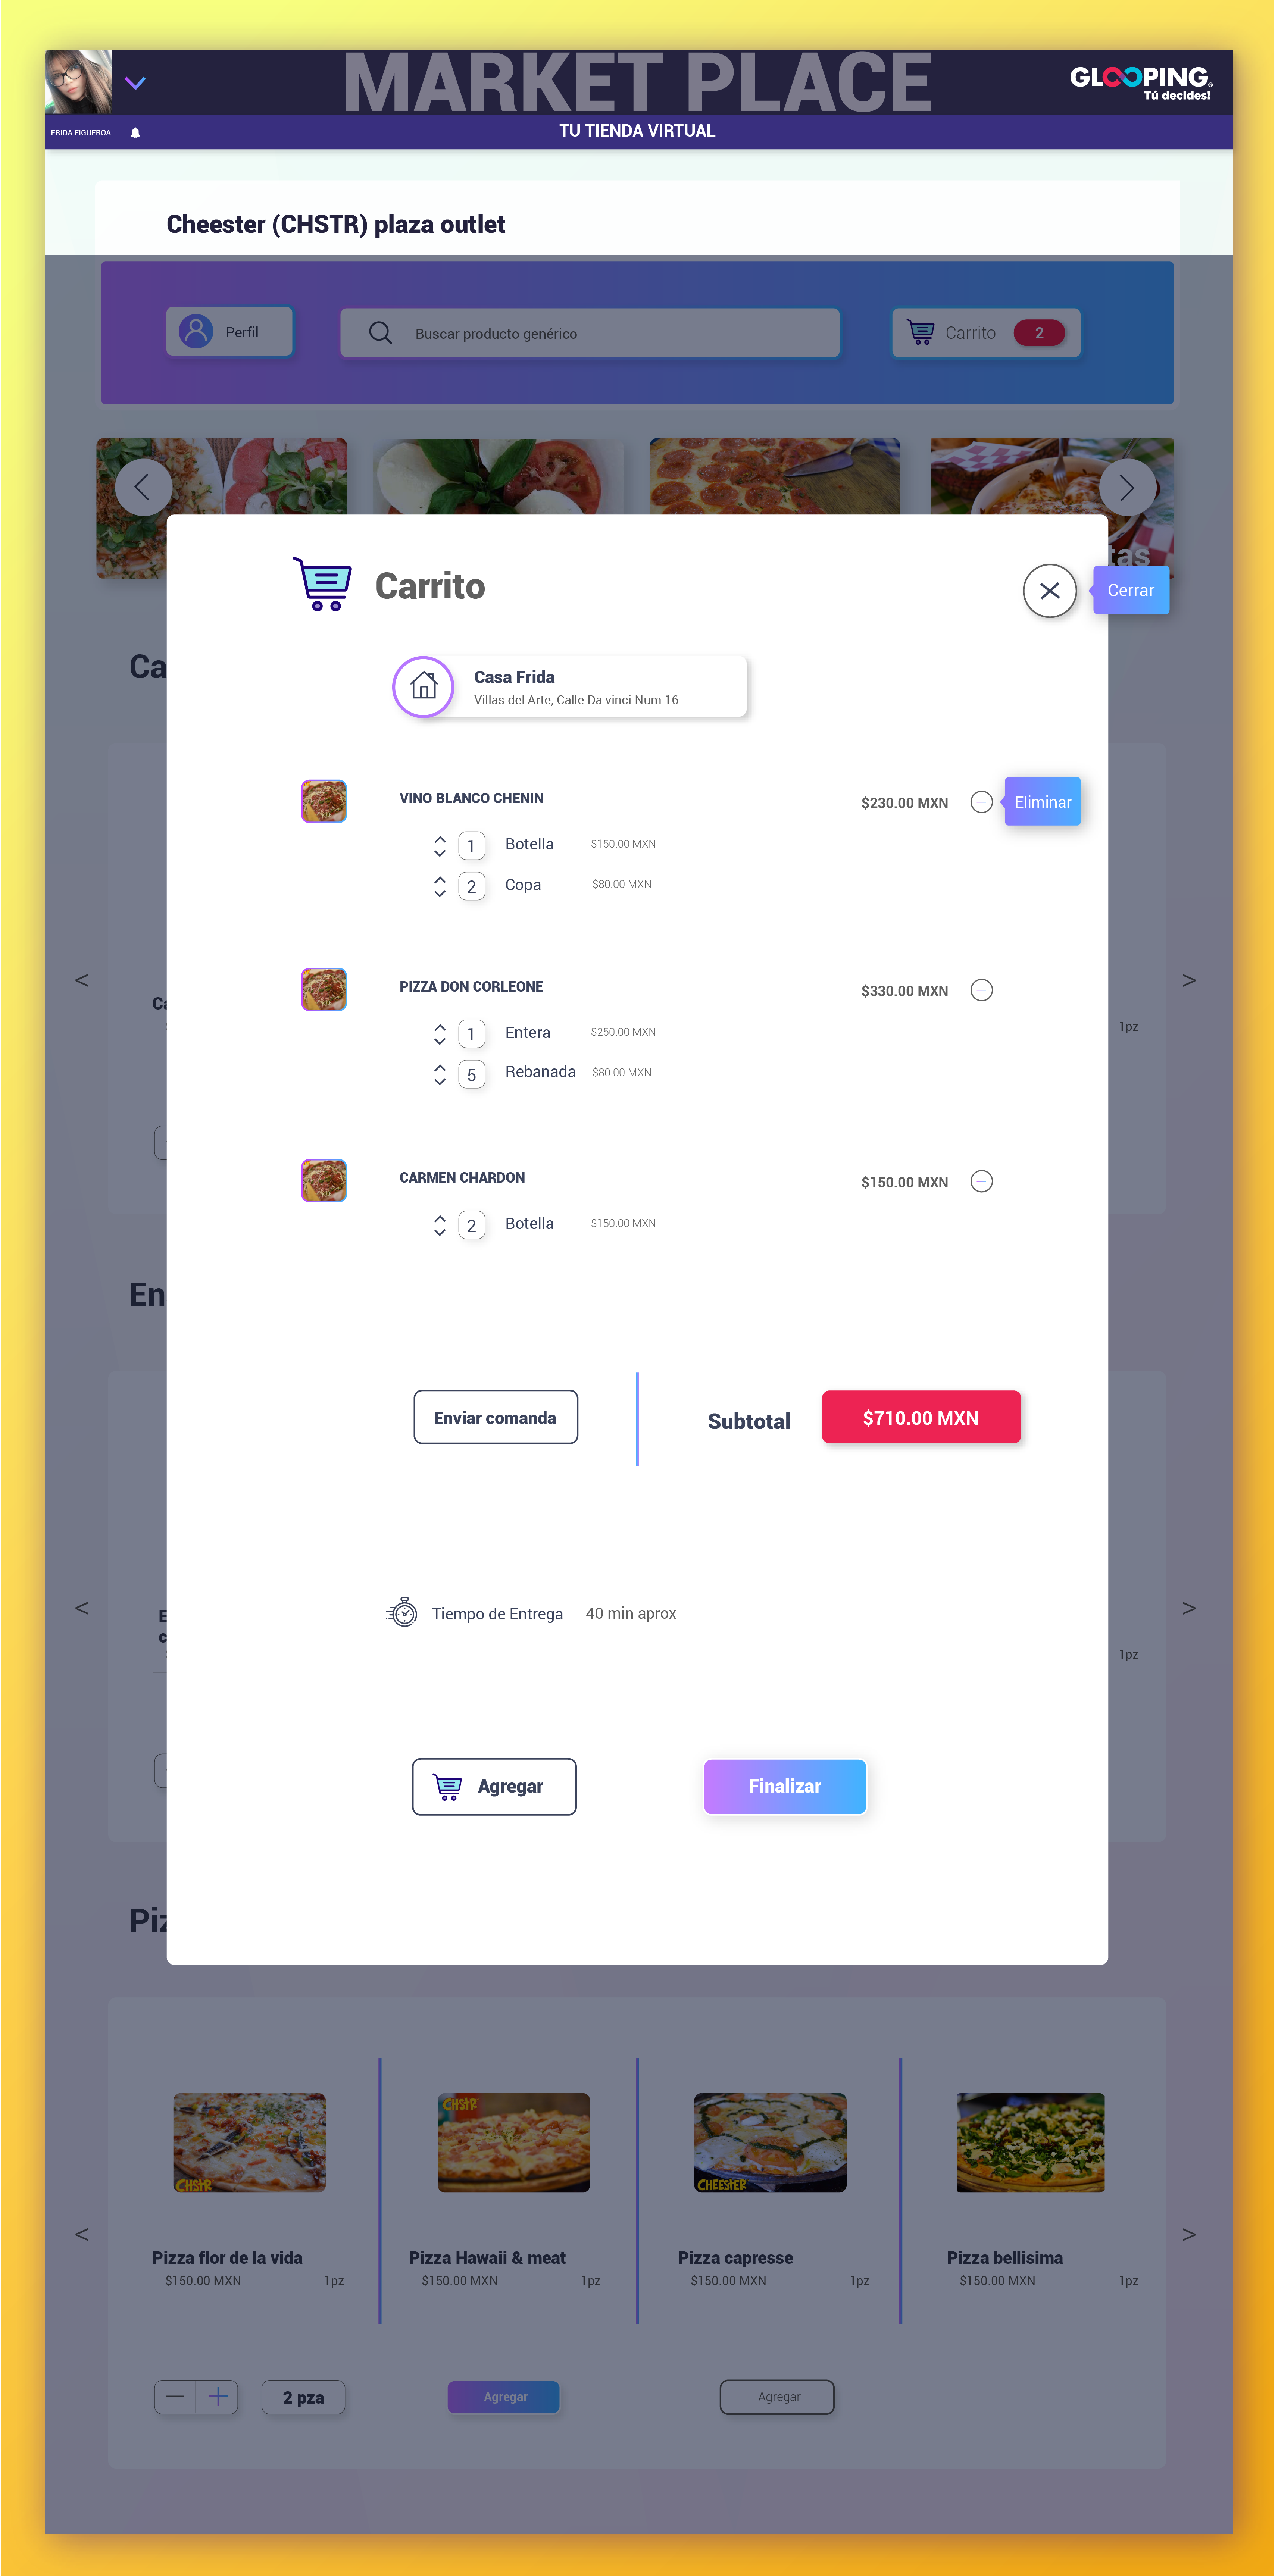 MARKET PLACE
GLOOPING
Tú decides!
FRIDA FIGUEROA
TU TIENDA VIRTUAL
Cheester (CHSTR) plaza outlet
Perfil
Buscar producto genérico
Carrito
2
tas
Carrito
Cerrar
Ca
Casa Frida
Villas del Arte, Calle Da vinci Num 16
VINO BLANCO CHENIN
$230.00 MXN
Eliminar
1 Botella $150.00 MXN
2 Copa $80.00 MXN
< >
PIZZA DON CORLEONE
$330.00 MXN
Ca
1 Entera $250.00 MXN
1pz
5 Rebanada $80.00 MXN
CARMEN CHARDON
$150.00 MXN
2 Botella $150.00 MXN
En
Enviar comanda
Subtotal
$710.00 MXN
< >
E
c
Tiempo de Entrega 40 min aprox
1pz
Agregar
Finalizar
Piz
CHSTR
CHSTR
CHEESTER
< >
Pizza flor de la vida
$150.00 MXN 1pz
Pizza Hawaii & meat
$150.00 MXN 1pz
Pizza capresse
$150.00 MXN 1pz
Pizza bellisima
$150.00 MXN 1pz
2 pza
Agregar
Agregar